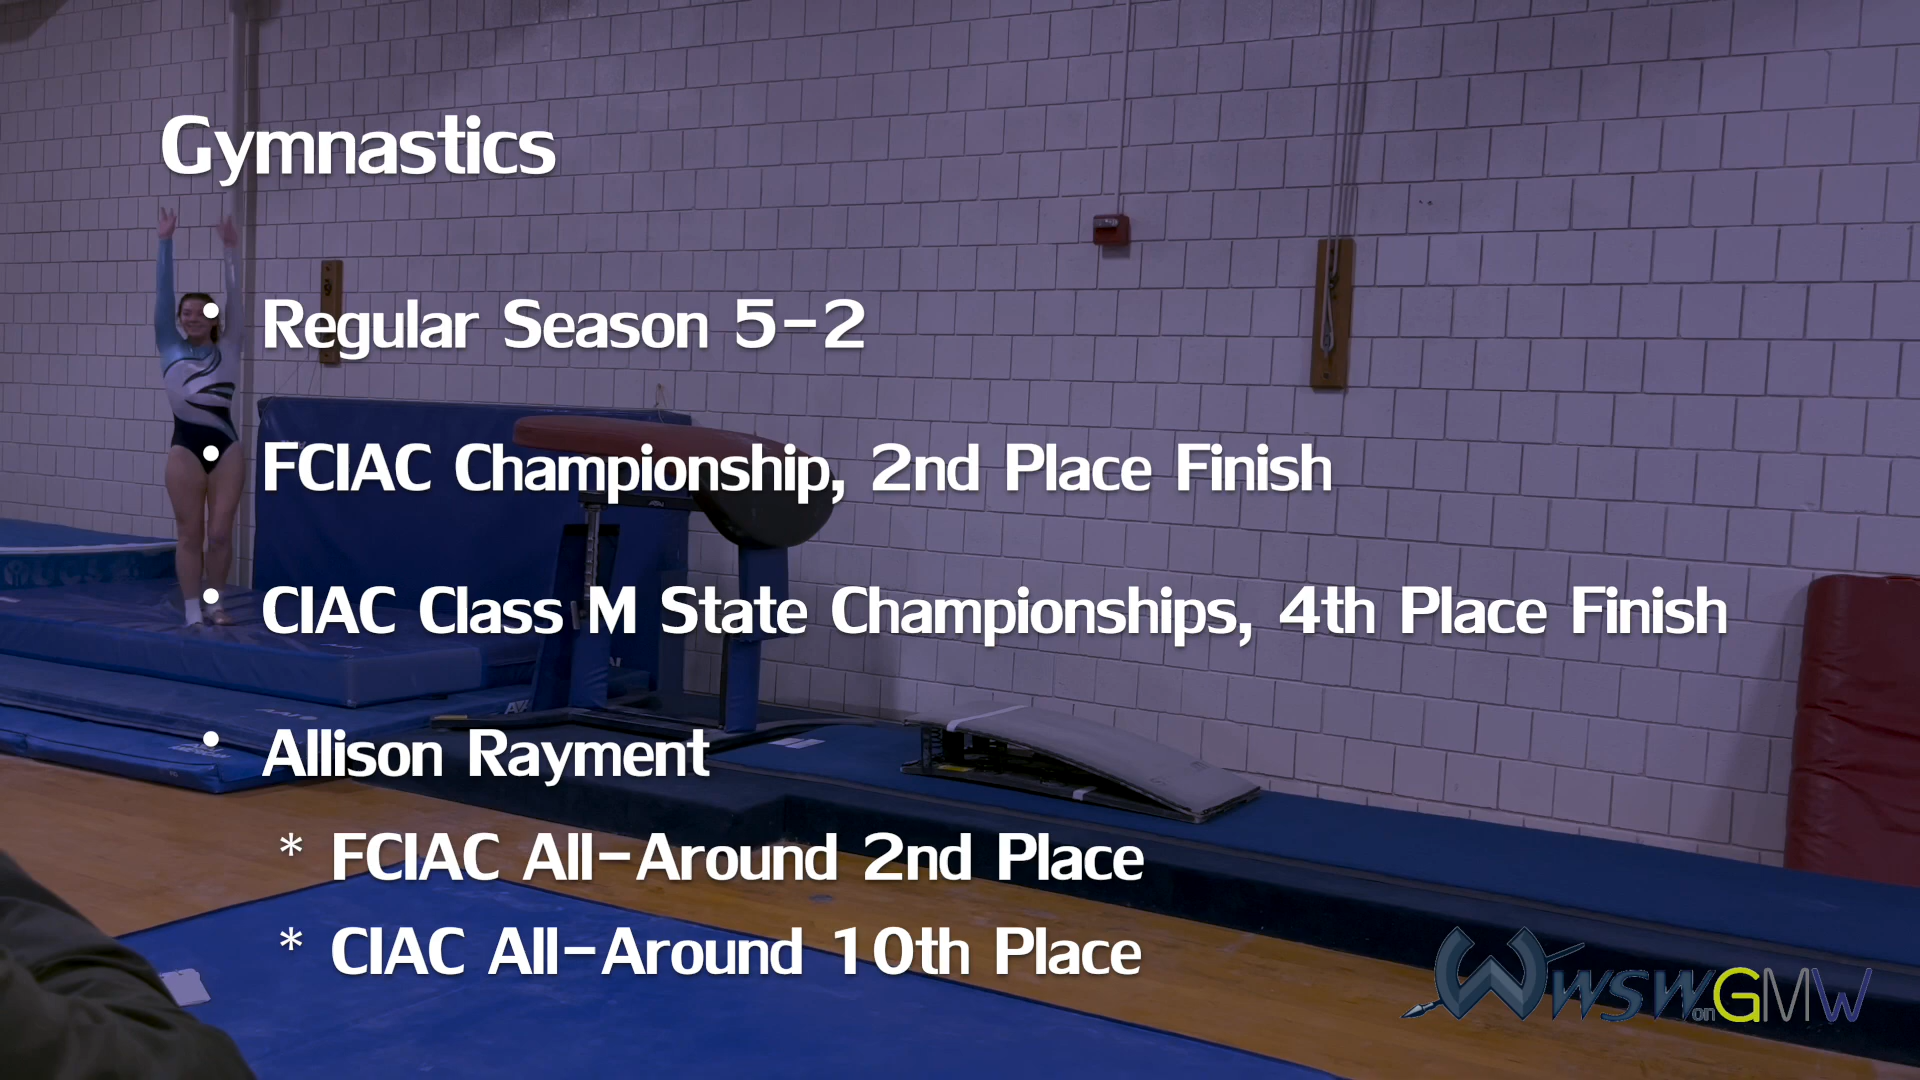 Gymnastics
• Regular Season 5-2
• FCIAC Championship, 2nd Place Finish
• CIAC Class M State Championships, 4th Place Finish
• Allison Rayment
* FCIAC All-Around 2nd Place
* CIAC All-Around 10th Place
W WSW on GMW